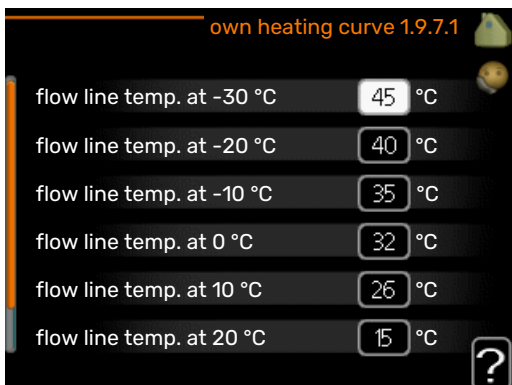 own heating curve 1.9.7.1
flow line temp. at -30 °C 45 °C
flow line temp. at -20 °C 40 °C
flow line temp. at -10 °C 35 °C
flow line temp. at 0 °C 32 °C
flow line temp. at 10 °C 26 °C
flow line temp. at 20 °C 15 °C
?